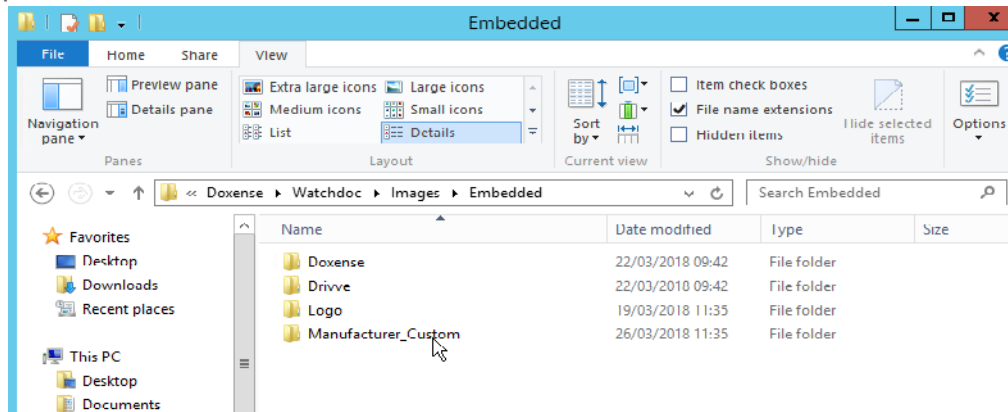 Embedded
File Home Share View
Preview pane
Details pane
Navigation pane
Extra large icons Large icons
Medium icons Small icons
List Details
Sort by
Item check boxes
File name extensions
Hidden items
Hide selected items
Options
Panes Layout Current view Show/hide
« Doxense Watchdoc Images Embedded
Search Embedded
Name Date modified Type Size
Favorites
Desktop
Downloads
Recent places
This PC
Desktop
Documents
Doxense 22/03/2018 09:42 File folder
Drivve 22/03/2018 09:42 File folder
Logo 19/03/2018 11:35 File folder
Manufacturer_Custom 26/03/2018 11:35 File folder